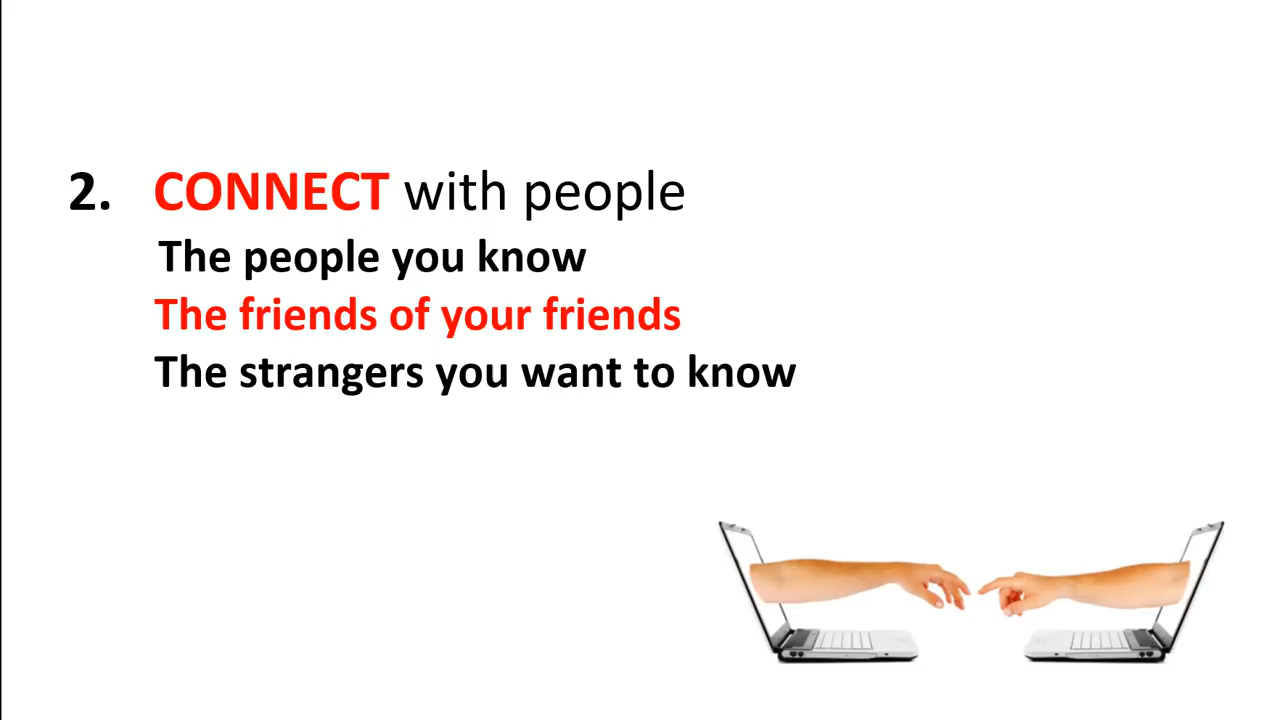 2. CONNECT with people
The people you know
The friends of your friends
The strangers you want to know